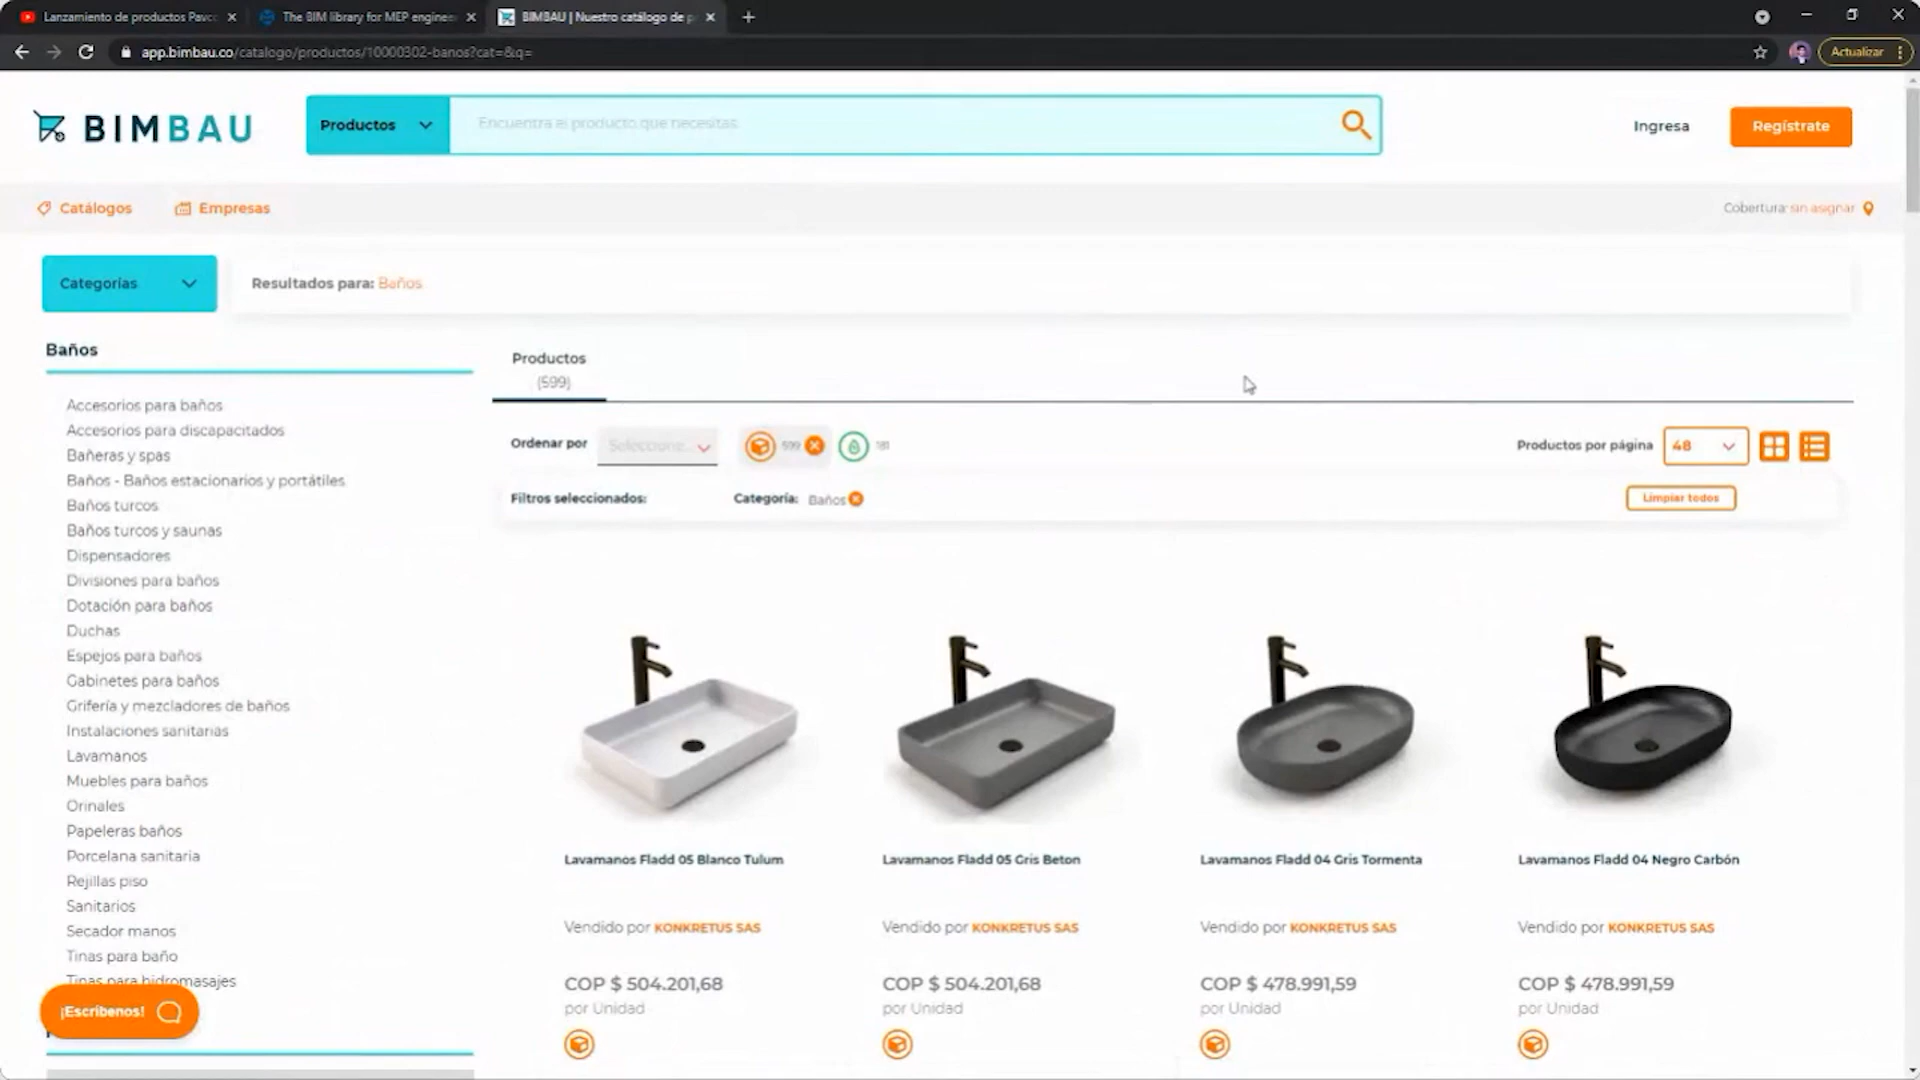 Lanzamiento de productos Pavco
The BIM library for MEP engineer
BIMBAU | Nuestro catálogo de p
app.bimbau.co/catalogo/productos/10000302-banos?cat=&q=
Actualizar
BIMBAU
Productos
Encuentra el producto que necesitas
Ingresa
Regístrate
Catálogos
Empresas
Cobertura: sin asignar
Categorías
Resultados para: Baños
Baños
Productos
(599)
Accesorios para baños
Accesorios para discapacitados
Bañeras y spas
Baños - Baños estacionarios y portátiles
Baños turcos
Baños turcos y saunas
Dispensadores
Divisiones para baños
Dotación para baños
Duchas
Espejos para baños
Gabinetes para baños
Grifería y mezcladores de baños
Instalaciones sanitarias
Lavamanos
Muebles para baños
Orinales
Papeleras baños
Porcelana sanitaria
Rejillas piso
Sanitarios
Secador manos
Tinas para baño
Tinas para hidromasajes
¡Escríbenos!
Ordenar por
Seleccione...
599
181
Productos por página
48
Filtros seleccionados:
Categoría: Baños
Limpiar todos
Lavamanos Fladd 05 Blanco Tulum
Vendido por KONKRETUS SAS
COP $ 504.201,68
por Unidad
Lavamanos Fladd 05 Gris Beton
Vendido por KONKRETUS SAS
COP $ 504.201,68
por Unidad
Lavamanos Fladd 04 Gris Tormenta
Vendido por KONKRETUS SAS
COP $ 478.991,59
por Unidad
Lavamanos Fladd 04 Negro Carbón
Vendido por KONKRETUS SAS
COP $ 478.991,59
por Unidad